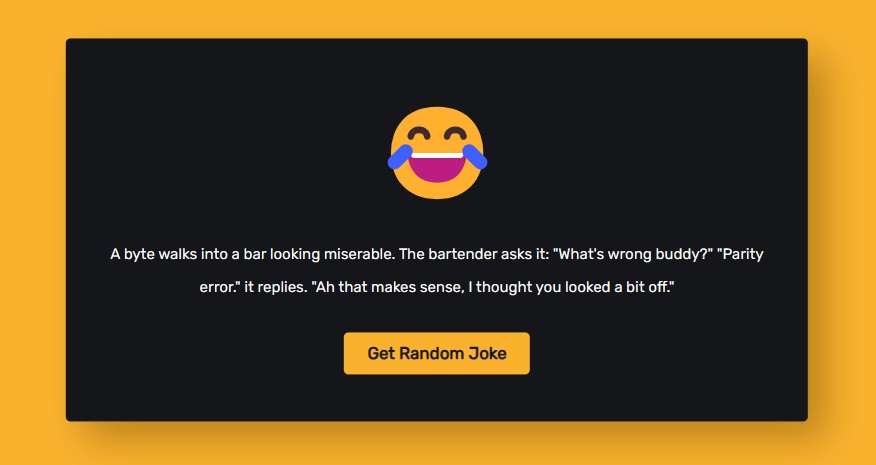 A byte walks into a bar looking miserable. The bartender asks it: "What's wrong buddy?" "Parity
error." it replies. "Ah that makes sense, I thought you looked a bit off."
Get Random Joke